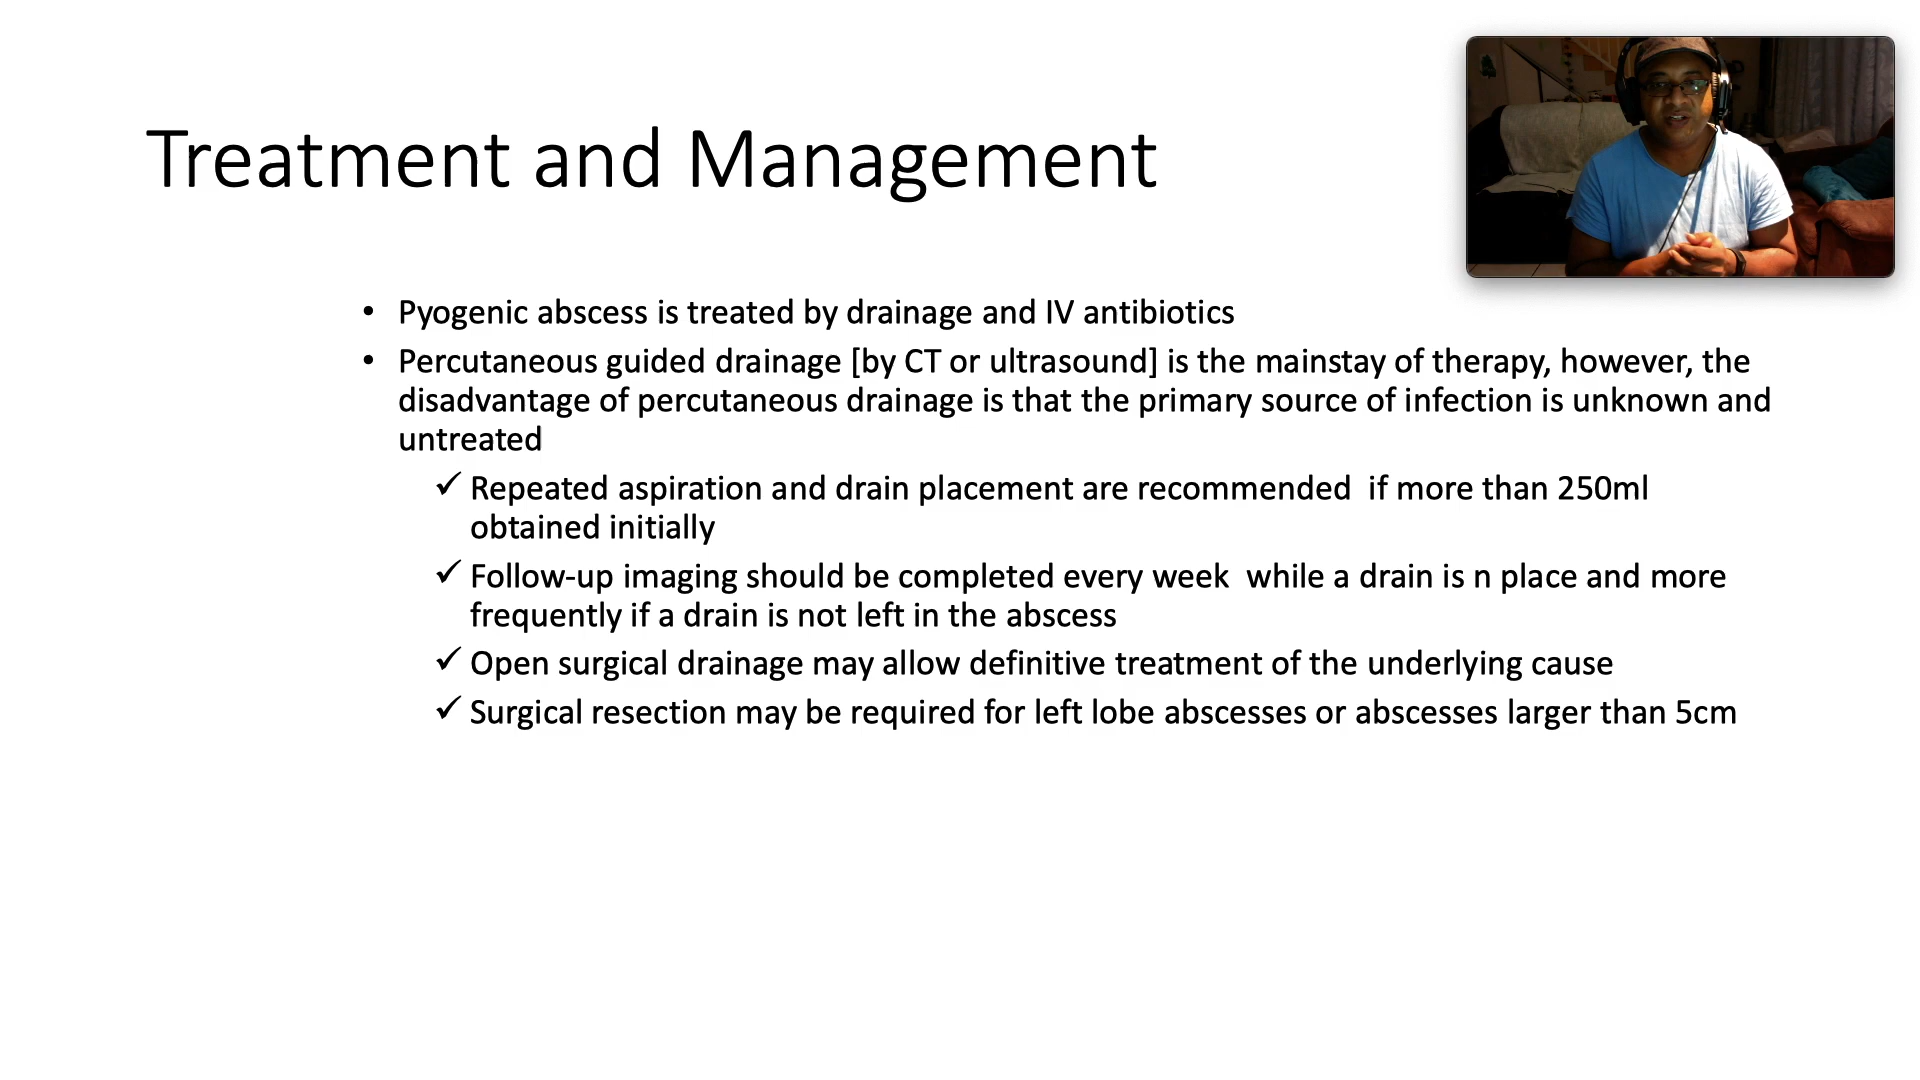 Treatment and Management
• Pyogenic abscess is treated by drainage and IV antibiotics
• Percutaneous guided drainage [by CT or ultrasound] is the mainstay of therapy, however, the
disadvantage of percutaneous drainage is that the primary source of infection is unknown and
untreated
✓ Repeated aspiration and drain placement are recommended  if more than 250ml
obtained initially
✓ Follow-up imaging should be completed every week  while a drain is n place and more
frequently if a drain is not left in the abscess
✓ Open surgical drainage may allow definitive treatment of the underlying cause
✓ Surgical resection may be required for left lobe abscesses or abscesses larger than 5cm